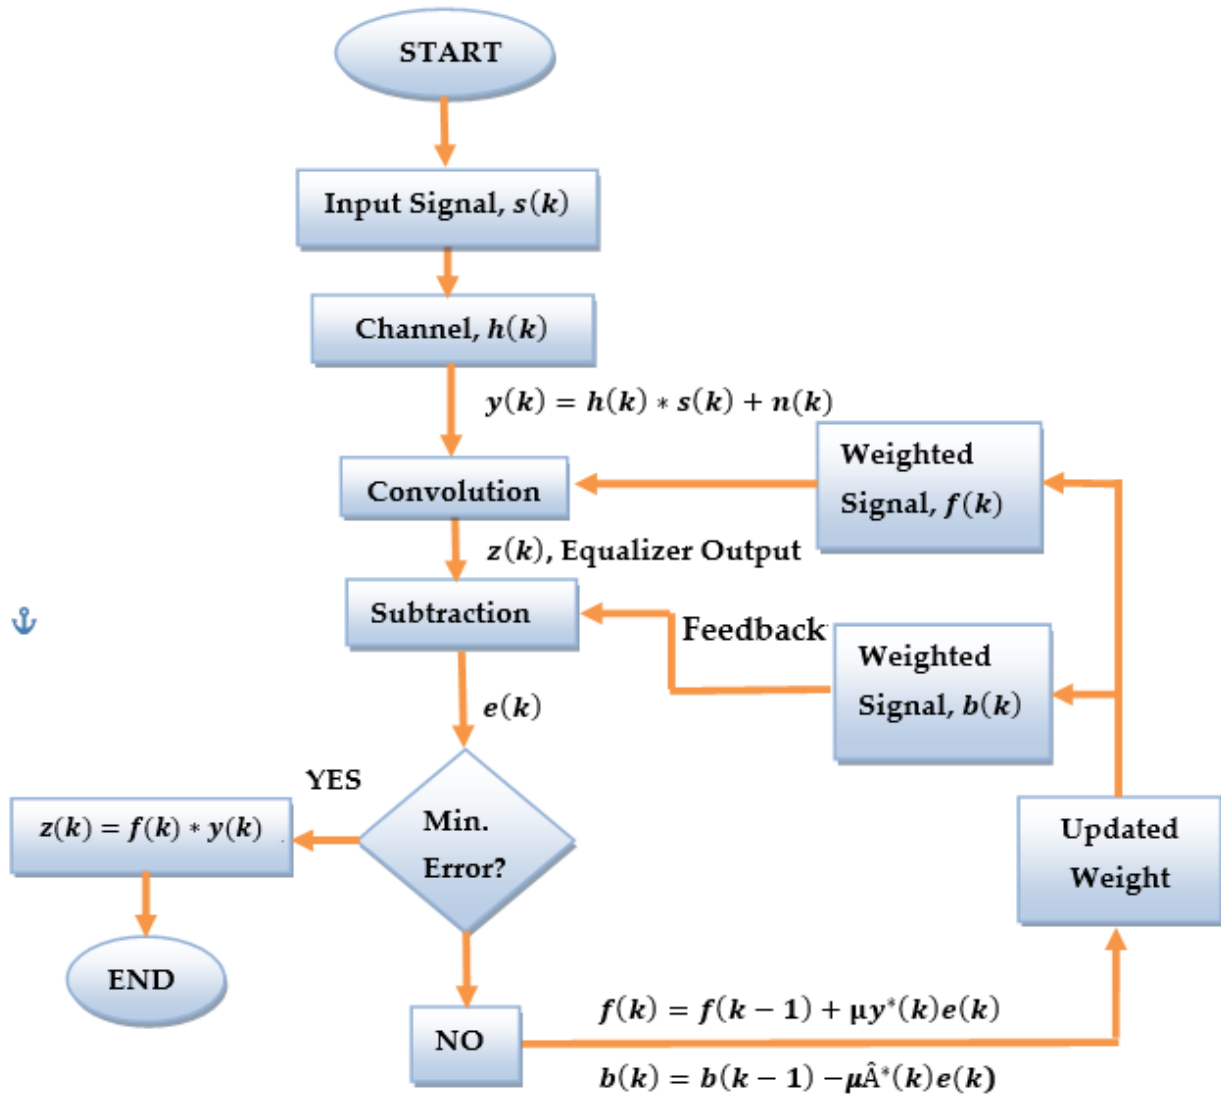 START
Input Signal, s(k)
Channel, h(k)
y(k) = h(k) * s(k) + n(k)
Weighted
Signal, f(k)
Convolution
z(k), Equalizer Output
Subtraction
Feedback
Weighted
Signal, b(k)
e(k)
YES
z(k) = f(k) * y(k)
Min.
Error?
Updated
Weight
END
NO
f(k) = f(k − 1) + μy*(k)e(k)
b(k) = b(k − 1) −μÂ*(k)e(k)